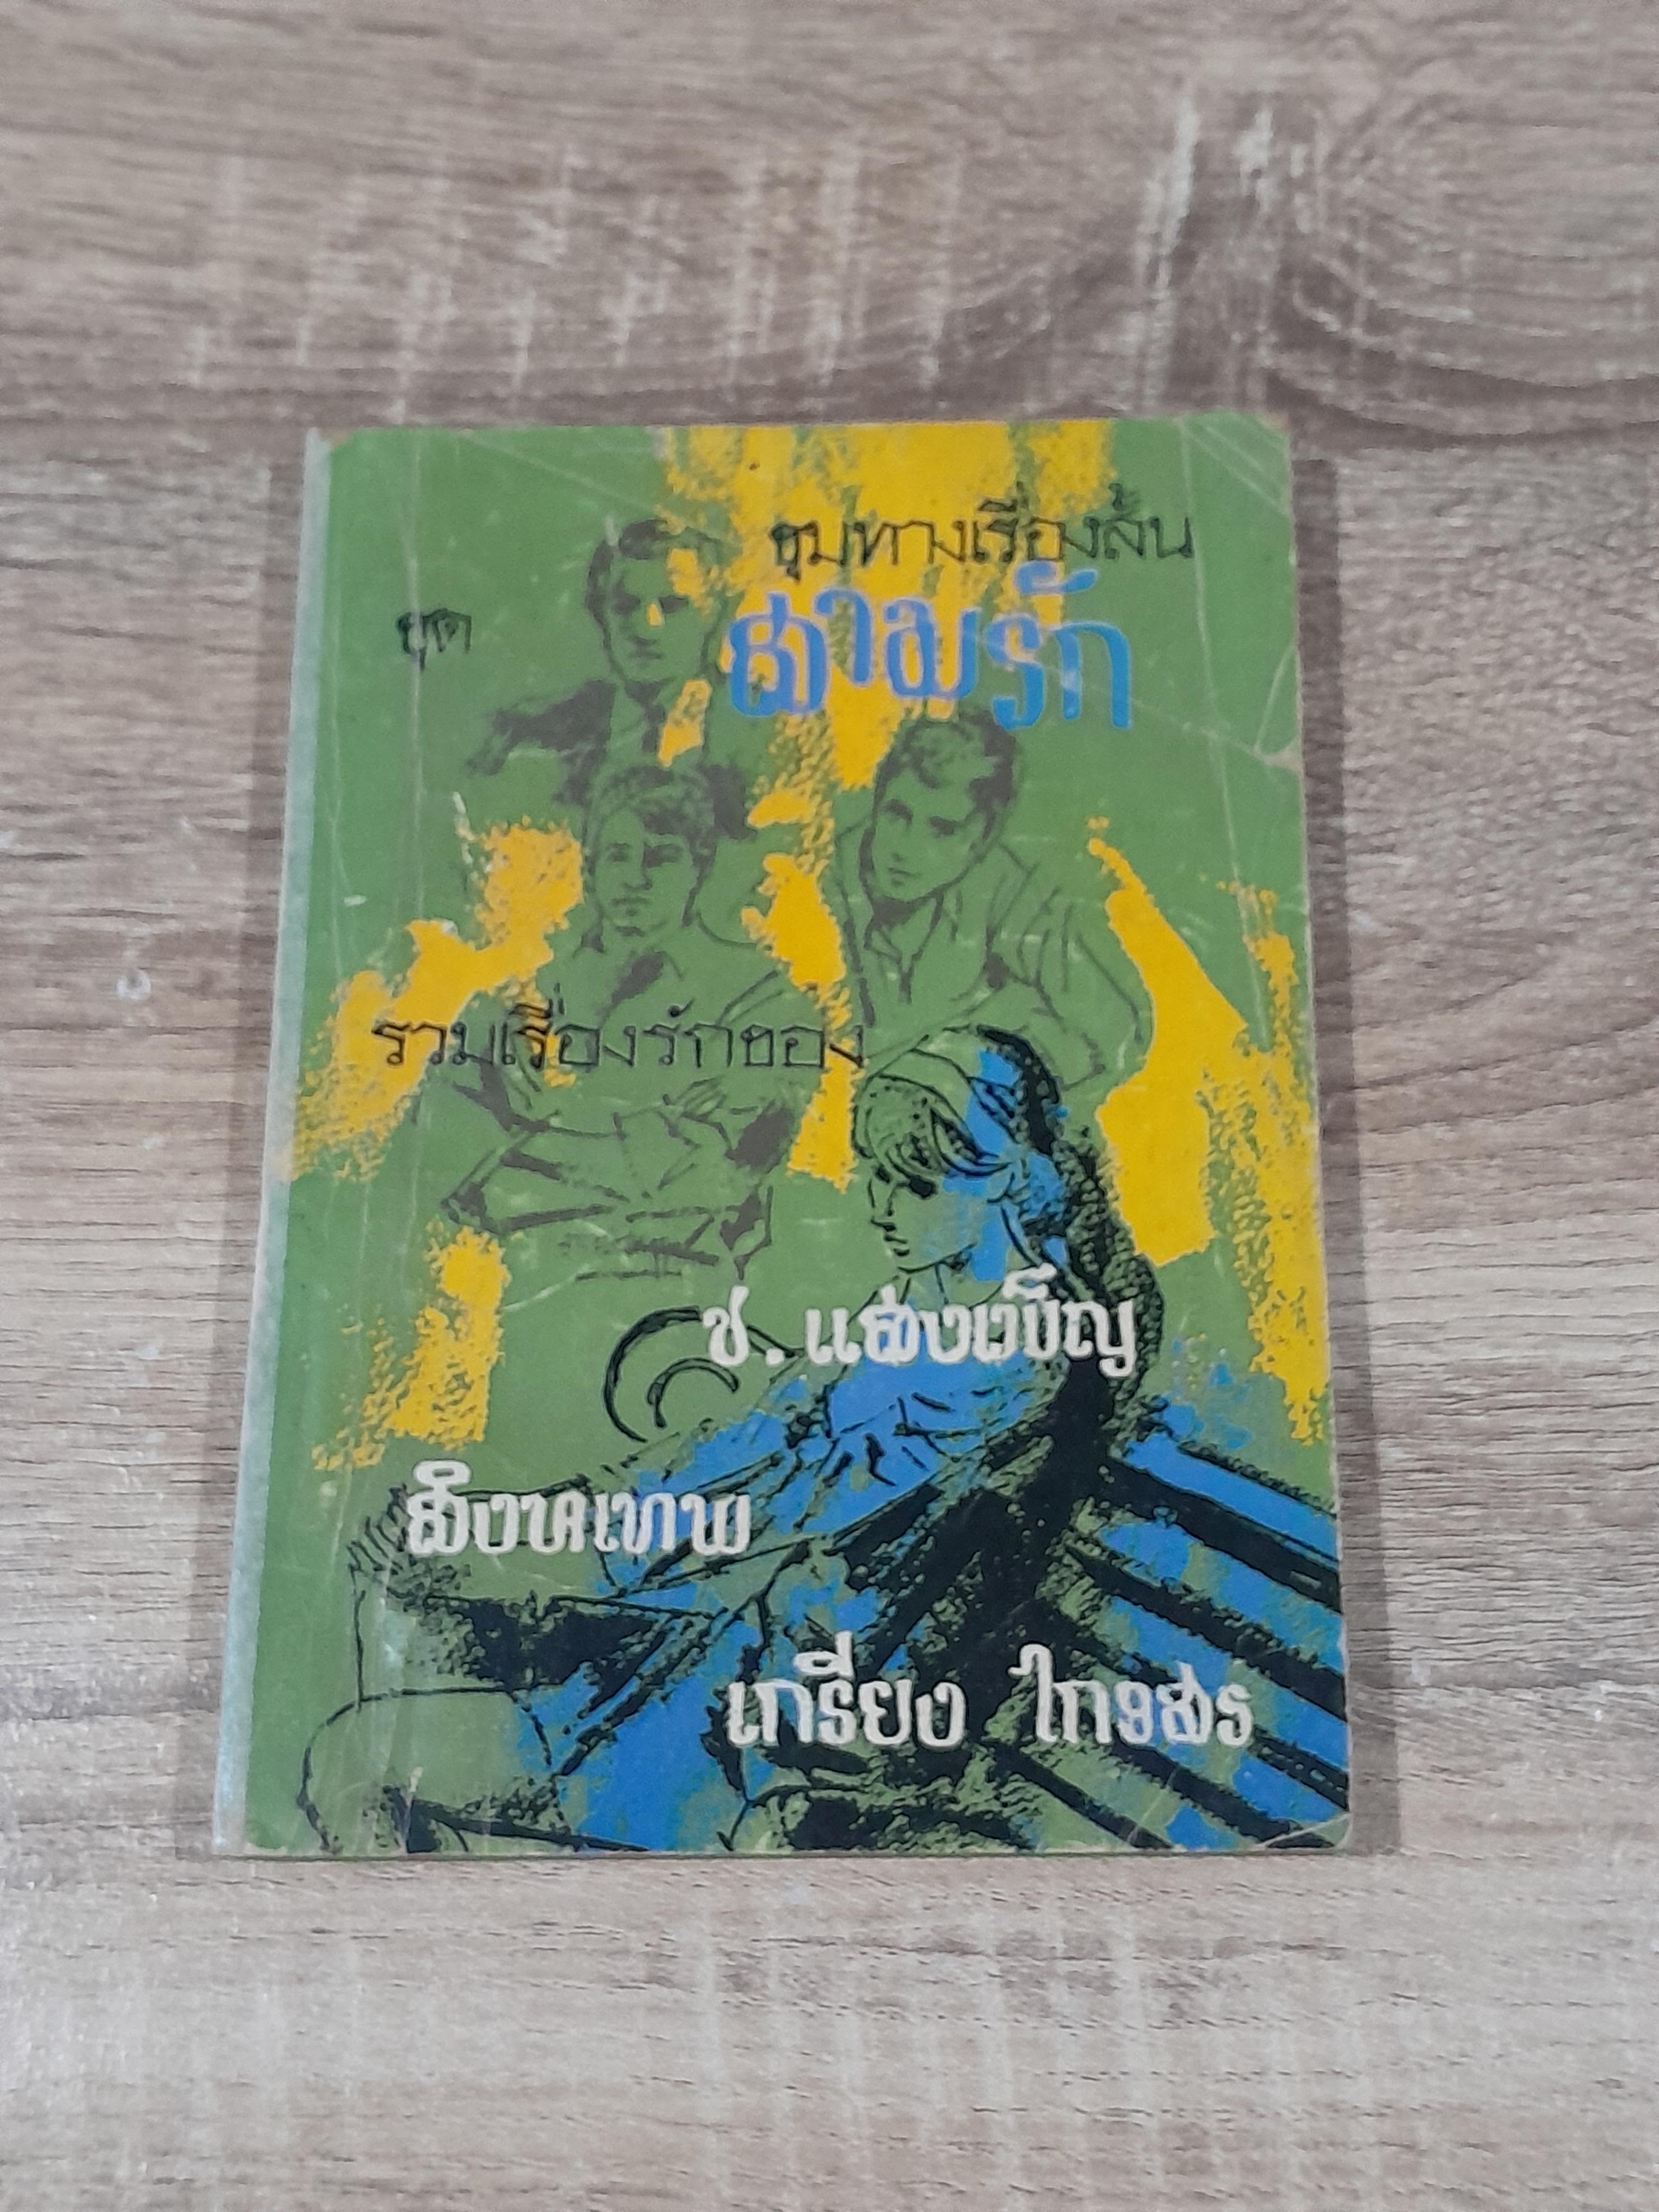 ชุมทางเรื่องสั้น
ชุด
สามรัก
รวมเรื่องรักของ
ช. แสงเพ็ญ
สิงหเทพ
เกรียง ไกรสร